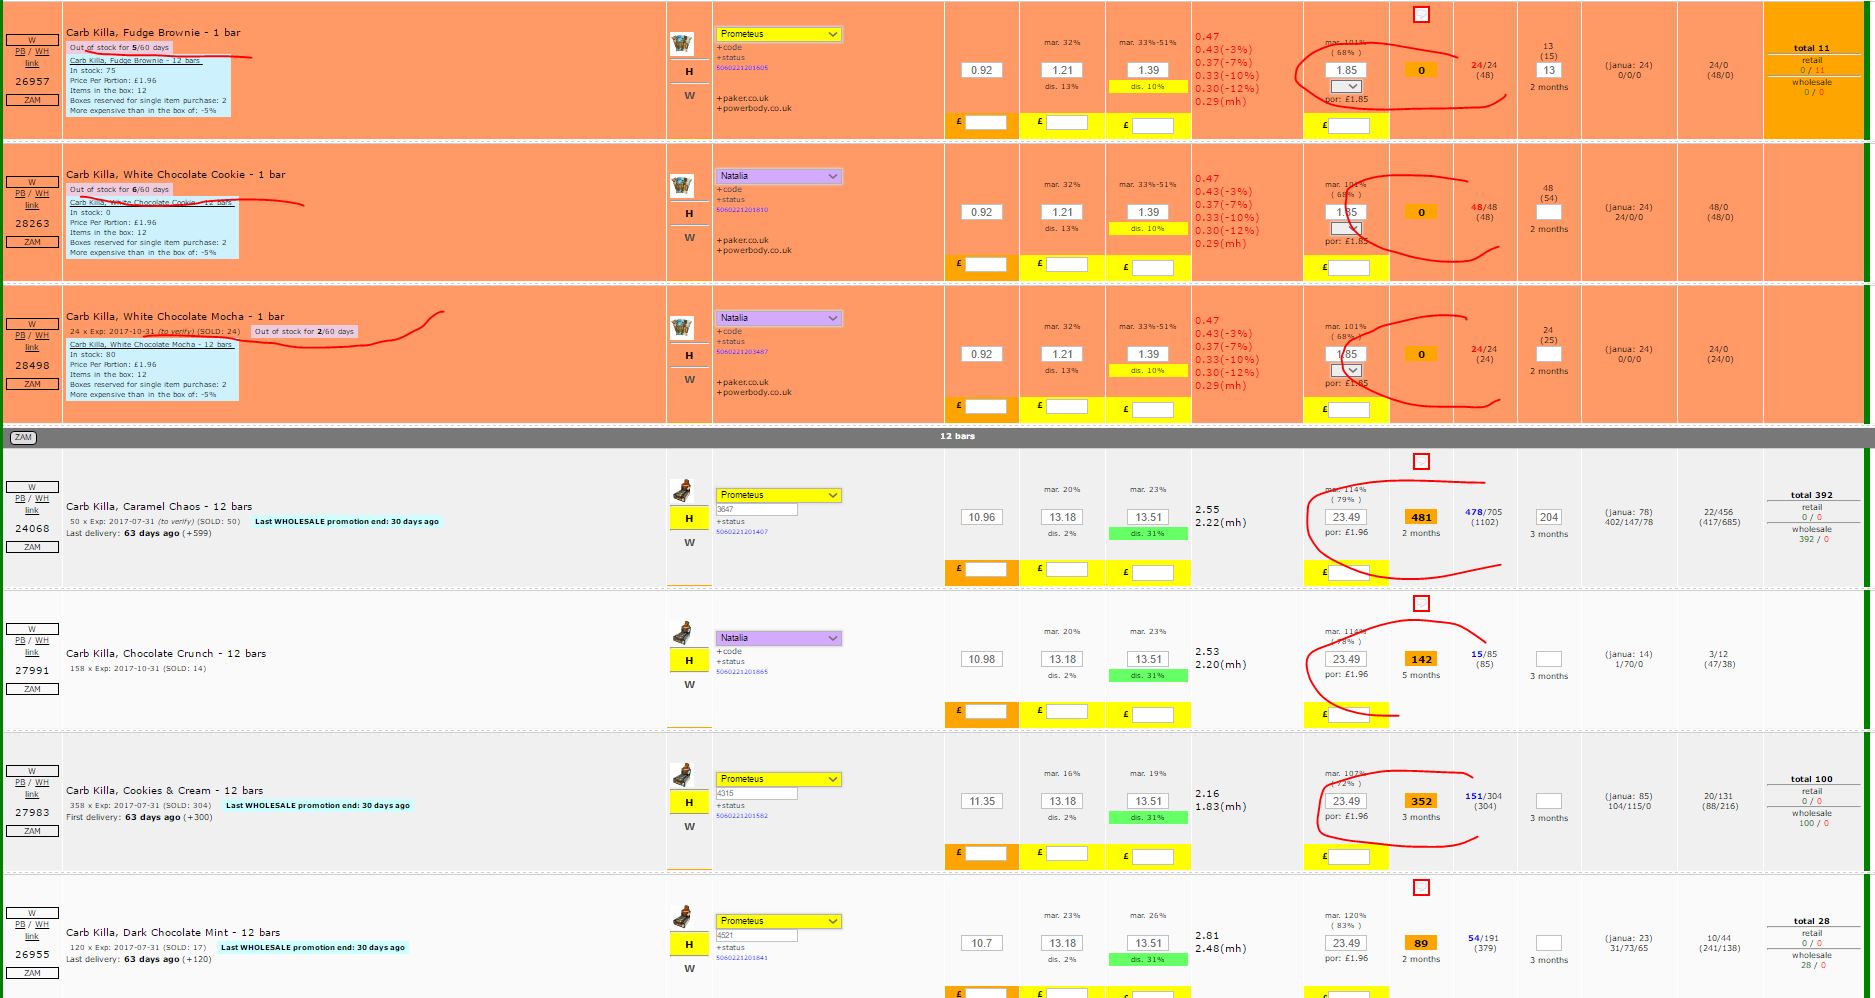 W
PB / WH
link
26957
ZAM
Carb Killa, Fudge Brownie - 1 bar
Out of stock for 5/60 days
Carb Killa, Fudge Brownie - 12 bars
In stock: 75
Price Per Portion: £1.96
Items in the box: 12
Boxes reserved for single item purchase: 2
More expensive than in the box of: -5%
H
W
Prometeus
+code
+status
5060221201605
+paker.co.uk
+powerbody.co.uk
0.92
£
mar. 32%
1.21
dis. 13%
£
mar. 33%-51%
1.39
dis. 10%
£
0.47
0.43(-3%)
0.37(-7%)
0.33(-10%)
0.30(-12%)
0.29(mh)
mar. 101%
( 68% )
1.85
por: £1.85
£
0
24/24
(48)
13
(15)
13
2 months
(janua: 24)
0/0/0
24/0
(48/0)
total 11
retail
0 / 11
wholesale
0 / 0
W
PB / WH
link
28263
ZAM
Carb Killa, White Chocolate Cookie - 1 bar
Out of stock for 6/60 days
Carb Killa, White Chocolate Cookie - 12 bars
In stock: 0
Price Per Portion: £1.96
Items in the box: 12
Boxes reserved for single item purchase: 2
More expensive than in the box of: -5%
H
W
Natalia
+code
+status
5060221201810
+paker.co.uk
+powerbody.co.uk
0.92
£
mar. 32%
1.21
dis. 13%
£
mar. 33%-51%
1.39
dis. 10%
£
0.47
0.43(-3%)
0.37(-7%)
0.33(-10%)
0.30(-12%)
0.29(mh)
mar. 101%
( 68% )
1.85
por: £1.85
£
0
48/48
(48)
48
(54)
2 months
(janua: 24)
24/0/0
48/0
(48/0)
W
PB / WH
link
28498
ZAM
Carb Killa, White Chocolate Mocha - 1 bar
24 x Exp: 2017-10-31 (to verify) (SOLD: 24) Out of stock for 2/60 days
Carb Killa, White Chocolate Mocha - 12 bars
In stock: 80
Price Per Portion: £1.96
Items in the box: 12
Boxes reserved for single item purchase: 2
More expensive than in the box of: -5%
H
W
Natalia
+code
+status
5060221203487
+paker.co.uk
+powerbody.co.uk
0.92
£
mar. 32%
1.21
dis. 13%
£
mar. 33%-51%
1.39
dis. 10%
£
0.47
0.43(-3%)
0.37(-7%)
0.33(-10%)
0.30(-12%)
0.29(mh)
mar. 101%
( 68% )
1.85
por: £1.85
£
0
24/24
(24)
24
(25)
2 months
(janua: 24)
0/0/0
24/0
(24/0)
ZAM
12 bars
W
PB / WH
link
24068
ZAM
Carb Killa, Caramel Chaos - 12 bars
50 x Exp: 2017-07-31 (to verify) (SOLD: 50) Last WHOLESALE promotion end: 30 days ago
Last delivery: 63 days ago (+599)
H
W
Prometeus
3647
+status
5060221201407
10.96
£
mar. 20%
13.18
dis. 2%
£
mar. 23%
13.51
dis. 31%
£
2.55
2.22(mh)
mar. 114%
( 79% )
23.49
por: £1.96
£
481
2 months
478/705
(1102)
204
3 months
(janua: 78)
402/147/78
22/456
(417/685)
total 392
retail
0 / 0
wholesale
392 / 0
W
PB / WH
link
27991
ZAM
Carb Killa, Chocolate Crunch - 12 bars
158 x Exp: 2017-10-31 (SOLD: 14)
H
W
Natalia
+code
+status
5060221201865
10.98
£
mar. 20%
13.18
dis. 2%
£
mar. 23%
13.51
dis. 31%
£
2.53
2.20(mh)
mar. 114%
23.49
por: £1.96
£
142
5 months
15/85
(85)
3 months
(janua: 14)
1/70/0
3/12
(47/38)
W
PB / WH
link
27983
ZAM
Carb Killa, Cookies & Cream - 12 bars
358 x Exp: 2017-07-31 (SOLD: 304) Last WHOLESALE promotion end: 30 days ago
First delivery: 63 days ago (+300)
H
W
Prometeus
4315
+status
5060221201582
11.35
£
mar. 16%
13.18
dis. 2%
£
mar. 19%
13.51
dis. 31%
£
2.16
1.83(mh)
mar. 107%
( 72% )
23.49
por: £1.96
£
352
3 months
151/304
(304)
3 months
(janua: 85)
104/115/0
20/131
(88/216)
total 100
retail
0 / 0
wholesale
100 / 0
W
PB / WH
link
26955
ZAM
Carb Killa, Dark Chocolate Mint - 12 bars
120 x Exp: 2017-07-31 (SOLD: 17) Last WHOLESALE promotion end: 30 days ago
Last delivery: 63 days ago (+120)
H
W
Prometeus
4521
+status
5060221201841
10.7
£
mar. 23%
13.18
dis. 2%
£
mar. 26%
13.51
dis. 31%
£
2.81
2.48(mh)
mar. 120%
( 83% )
23.49
por: £1.96
£
89
2 months
54/191
(379)
3 months
(janua: 23)
31/73/65
10/44
(241/138)
total 28
retail
0 / 0
wholesale
28 / 0